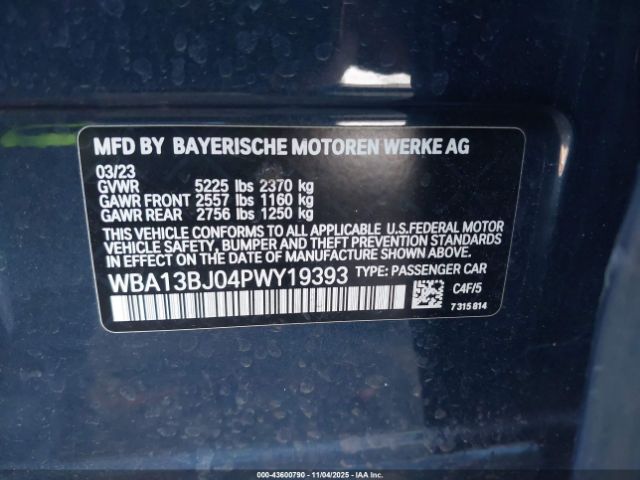 MFD BY BAYERISCHE MOTOREN WERKE AG
03/23
GVWR 5225 lbs 2370 kg
GAWR FRONT 2557 lbs 1160 kg
GAWR REAR 2756 lbs 1250 kg
THIS VEHICLE CONFORMS TO ALL APPLICABLE U.S.FEDERAL MOTOR
VEHICLE SAFETY, BUMPER, AND THEFT PREVENTION STANDARDS
IN EFFECT ON THE DATE OF MANUFACTURE SHOWN ABOVE.
WBA13BJ04PWY19393 TYPE: PASSENGER CAR
C4F/5
7315814
000-43600790 - 11/04/2025 - IAA Inc.